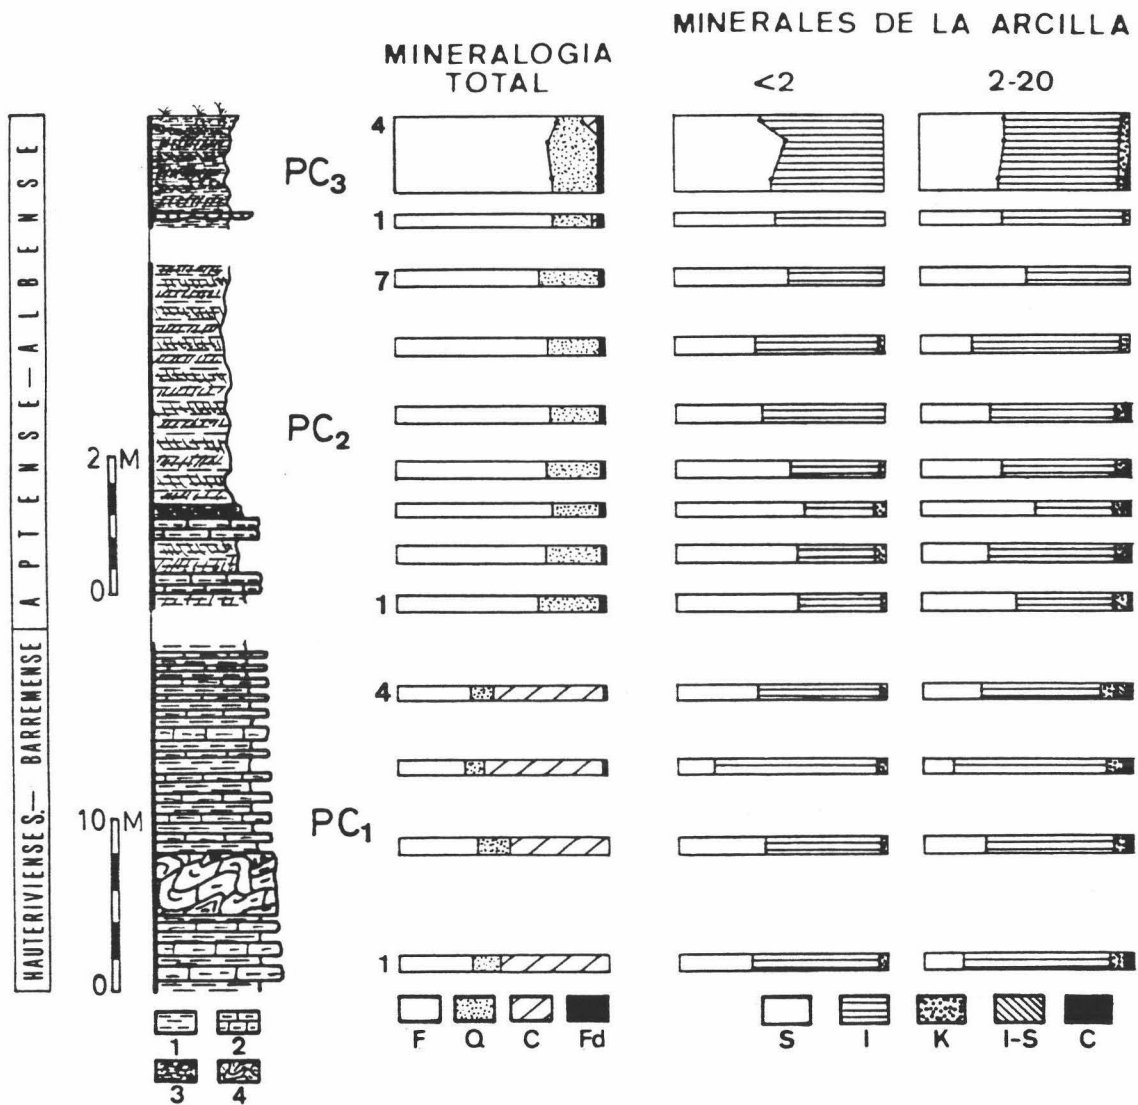 MINERALES DE LA ARCILLA
MINERALOGIA
TOTAL
<2
2-20
APTENSE—ALBENSE
HAUTERIVIENSES.— BARREMENSE
4
PC3
1
7
PC2
2 M
0
1
4
10 M
PC1
0
1
F Q C Fd
S I K I-S C
1 2
3 4